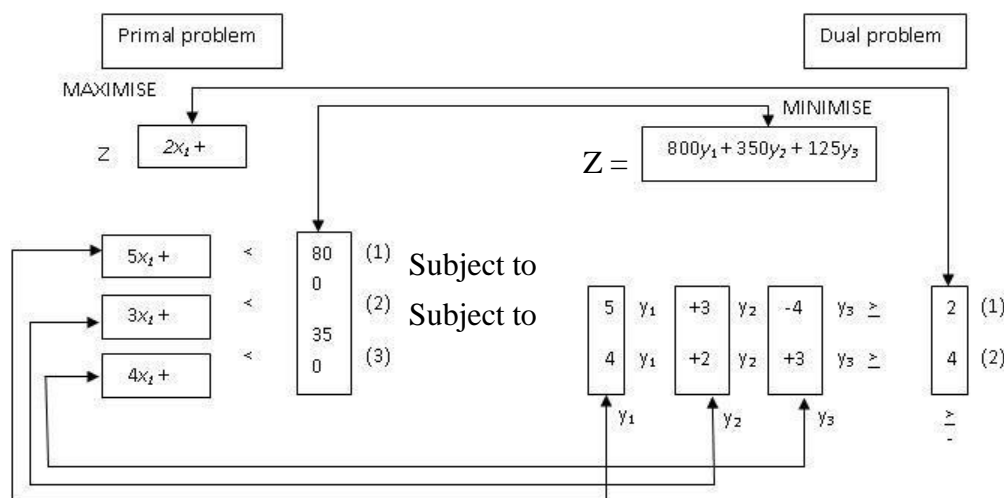 Primal problem
Dual problem
MAXIMISE
MINIMISE
Z
2x₁ +
Z =
800y₁ + 350y₂ + 125y₃
5x₁ +
<
80
(1)
Subject to
0
3x₁ +
<
(2)
Subject to
35
4x₁ +
<
0
(3)
5 y₁ +3 y₂ -4 y₃ ≥ 2 (1)
4 y₁ +2 y₂ +3 y₃ ≥ 4 (2)
y₁ y₂ y₃
≥
-